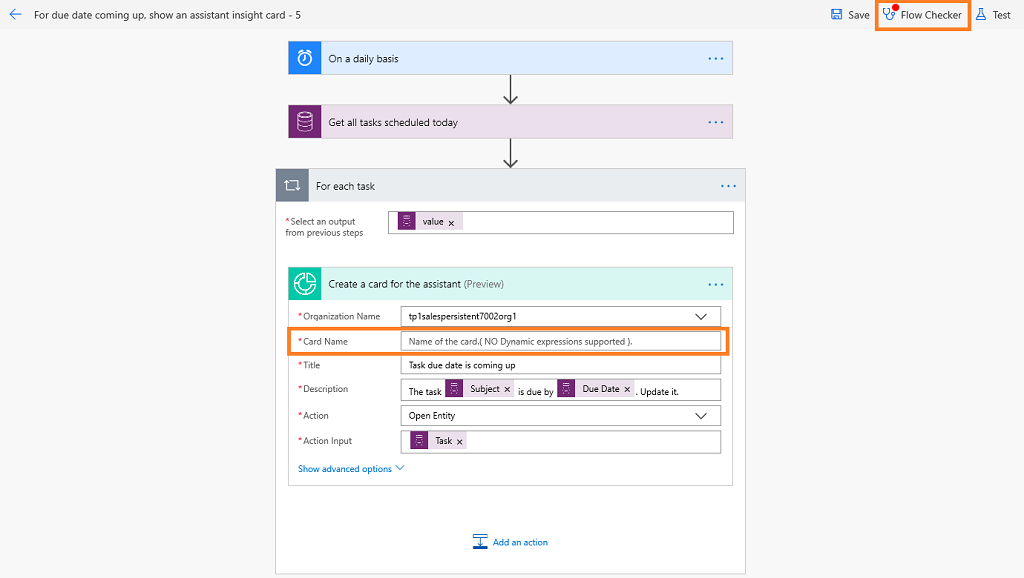 For due date coming up, show an assistant insight card - 5
Save
Flow Checker
Test
On a daily basis
Get all tasks scheduled today
For each task
*Select an output
from previous steps
value x
Create a card for the assistant (Preview)
*Organization Name
tp1salespersistent7002org1
*Card Name
Name of the card.( NO Dynamic expressions supported ).
*Title
Task due date is coming up
*Description
The task Subject x is due by Due Date x . Update it.
*Action
Open Entity
*Action Input
Task x
Show advanced options
Add an action